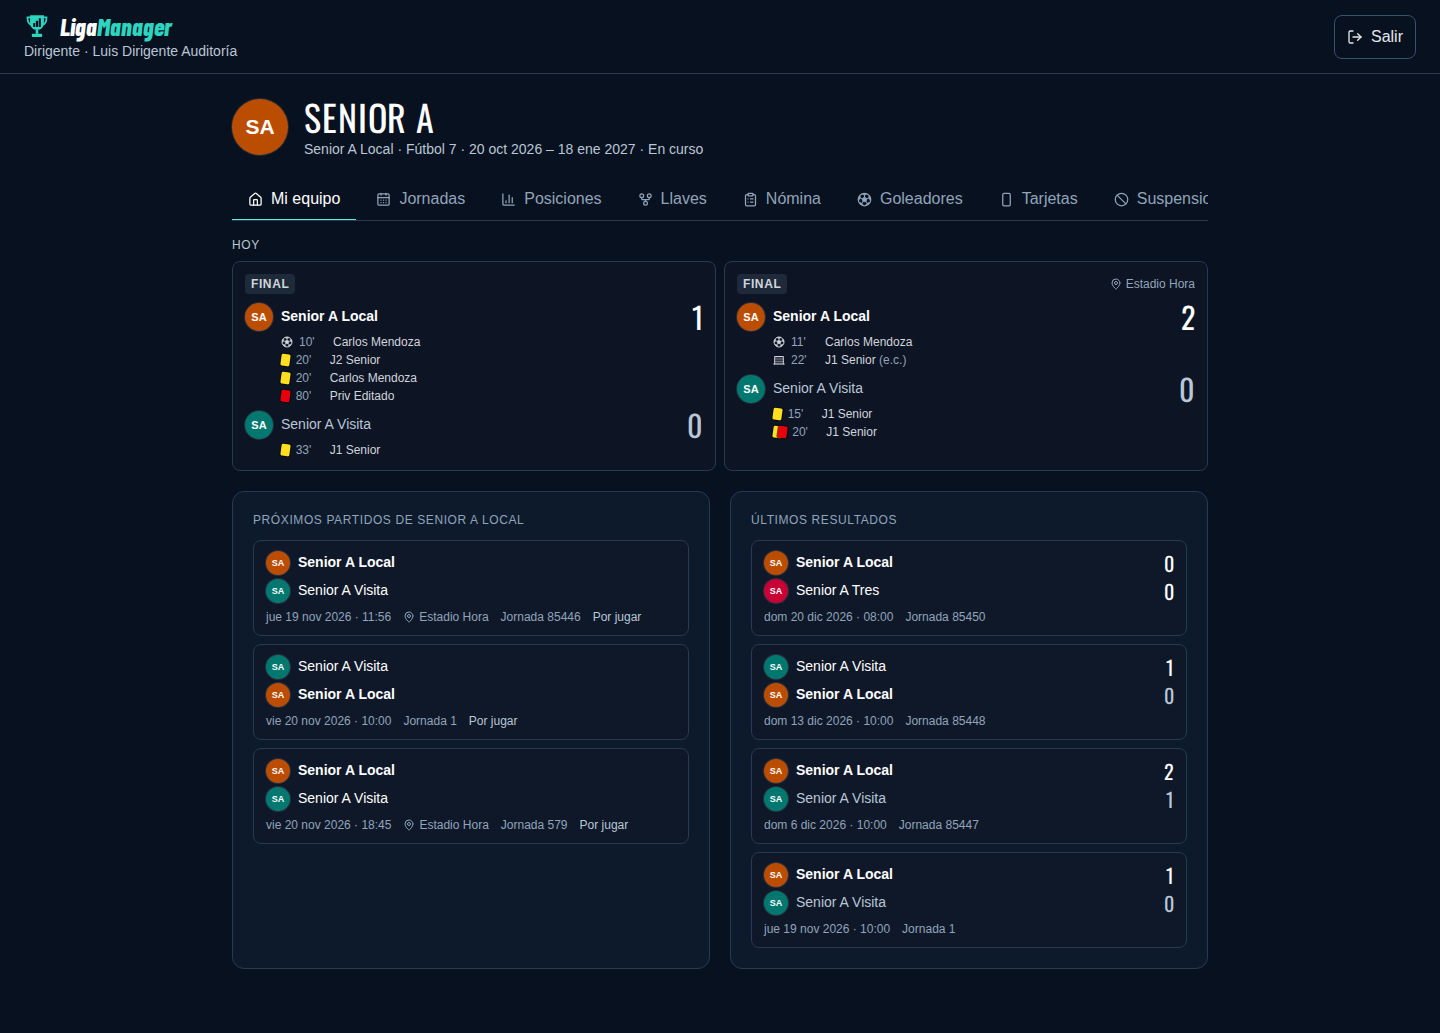 LigaManager
Dirigente · Luis Dirigente Auditoría
Salir
SA
SENIOR A
Senior A Local · Fútbol 7 · 20 oct 2026 – 18 ene 2027 · En curso
Mi equipo Jornadas Posiciones Llaves Nómina Goleadores Tarjetas Suspensio
HOY
FINAL
SA Senior A Local 1
10' Carlos Mendoza
20' J2 Senior
20' Carlos Mendoza
80' Priv Editado
SA Senior A Visita 0
33' J1 Senior
FINAL Estadio Hora
SA Senior A Local 2
11' Carlos Mendoza
22' J1 Senior (e.c.)
SA Senior A Visita 0
15' J1 Senior
20' J1 Senior
PRÓXIMOS PARTIDOS DE SENIOR A LOCAL
SA Senior A Local
SA Senior A Visita
jue 19 nov 2026 · 11:56 Estadio Hora Jornada 85446 Por jugar
SA Senior A Visita
SA Senior A Local
vie 20 nov 2026 · 10:00 Jornada 1 Por jugar
SA Senior A Local
SA Senior A Visita
vie 20 nov 2026 · 18:45 Estadio Hora Jornada 579 Por jugar
ÚLTIMOS RESULTADOS
SA Senior A Local 0
SA Senior A Tres 0
dom 20 dic 2026 · 08:00 Jornada 85450
SA Senior A Visita 1
SA Senior A Local 0
dom 13 dic 2026 · 10:00 Jornada 85448
SA Senior A Local 2
SA Senior A Visita 1
dom 6 dic 2026 · 10:00 Jornada 85447
SA Senior A Local 1
SA Senior A Visita 0
jue 19 nov 2026 · 10:00 Jornada 1